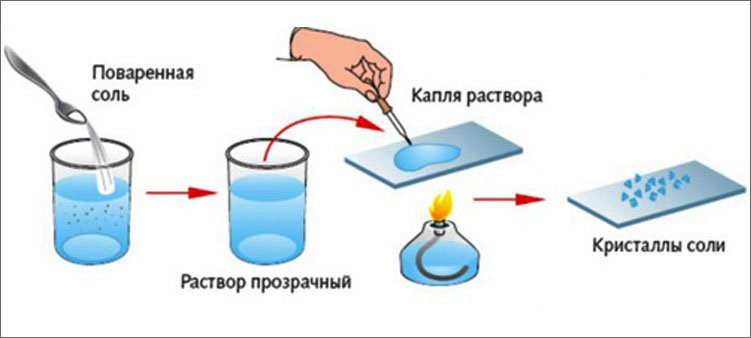 Поваренная
соль
Раствор прозрачный
Капля раствора
Кристаллы соли